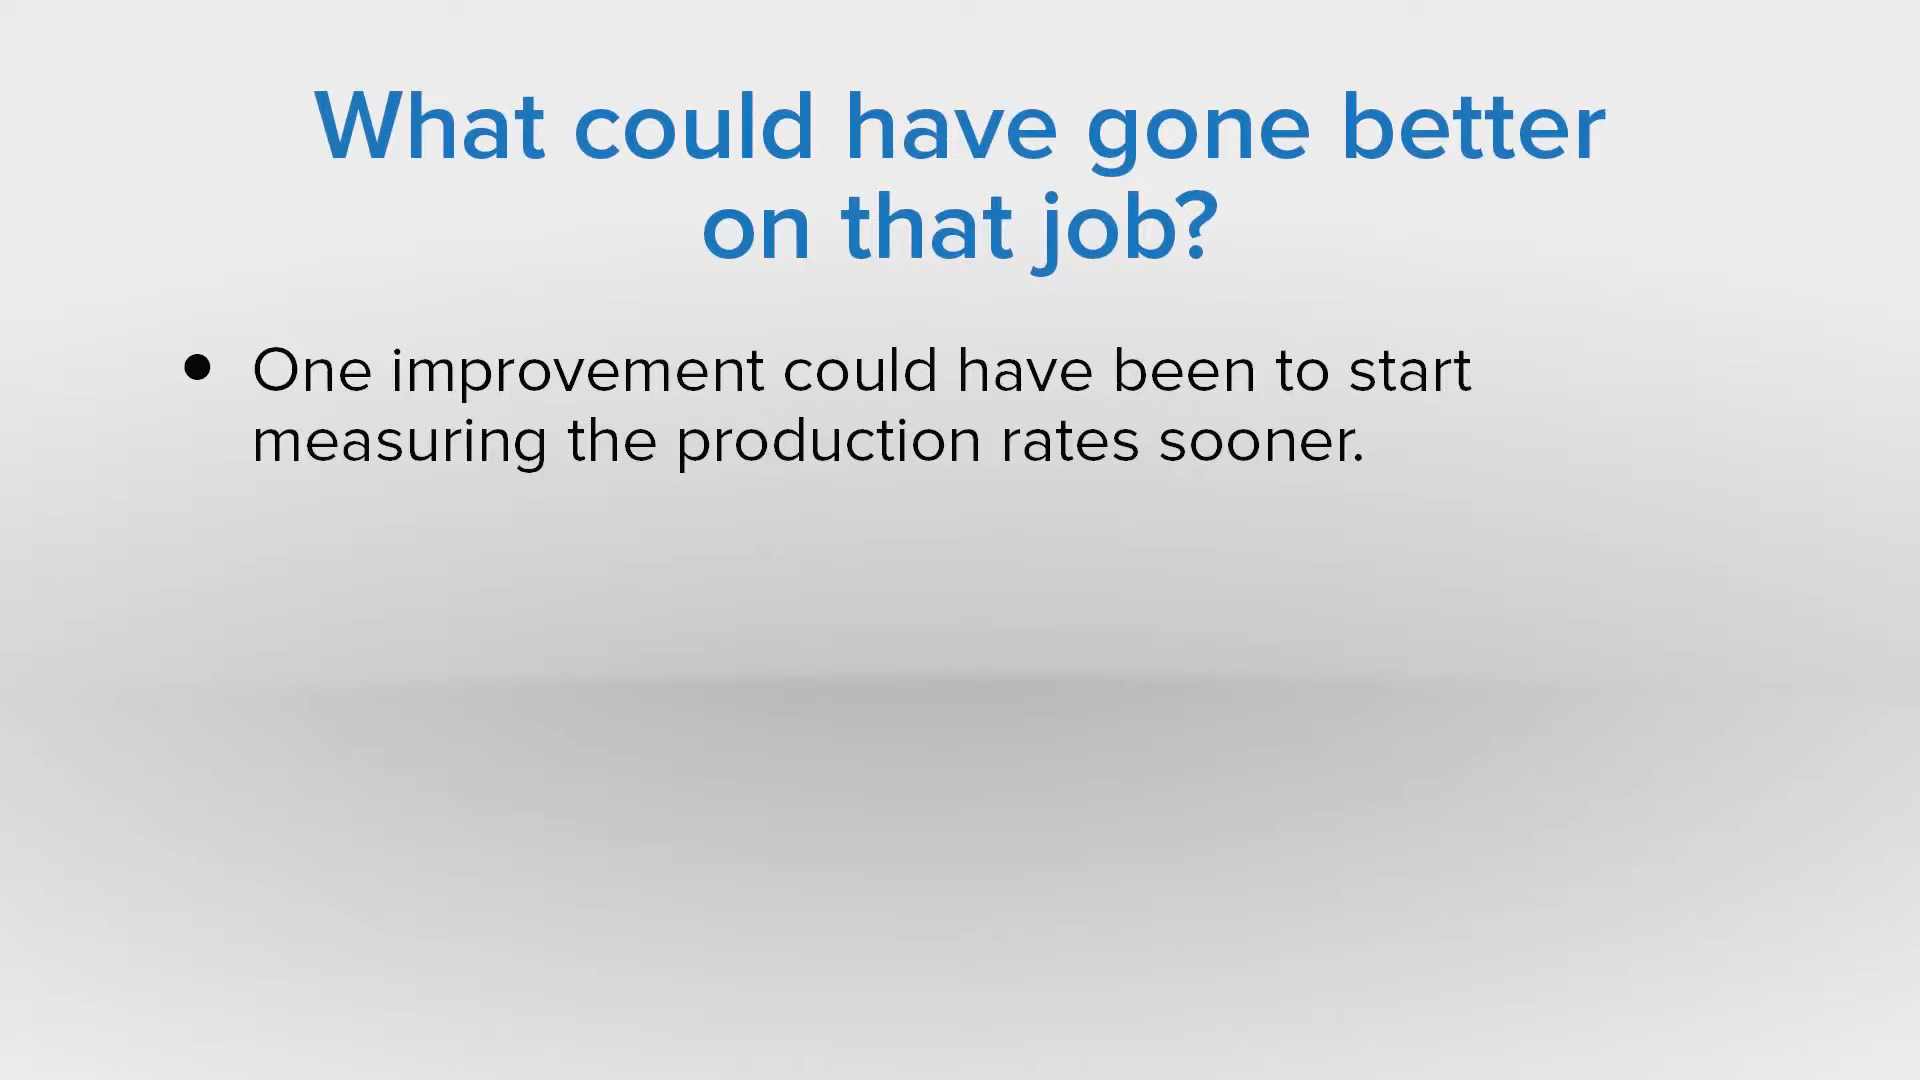 What could have gone better
on that job?
• One improvement could have been to start
measuring the production rates sooner.